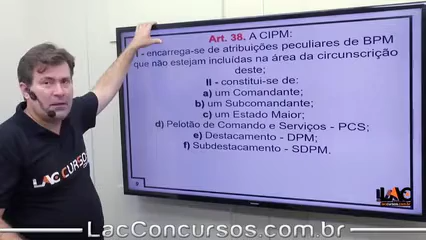 Art. 38. A CIPM:
I - encarrega-se de atribuições peculiares de BPM
que não estejam incluídas na área da circunscrição
deste;
II - constitui-se de:
a) um Comandante;
b) um Subcomandante;
c) um Estado Maior;
d) Pelotão de Comando e Serviços - PCS;
e) Destacamento - DPM;
f) Subdestacamento - SDPM.
LAC CONCURSOS
LAC
LacConcursos.com.br